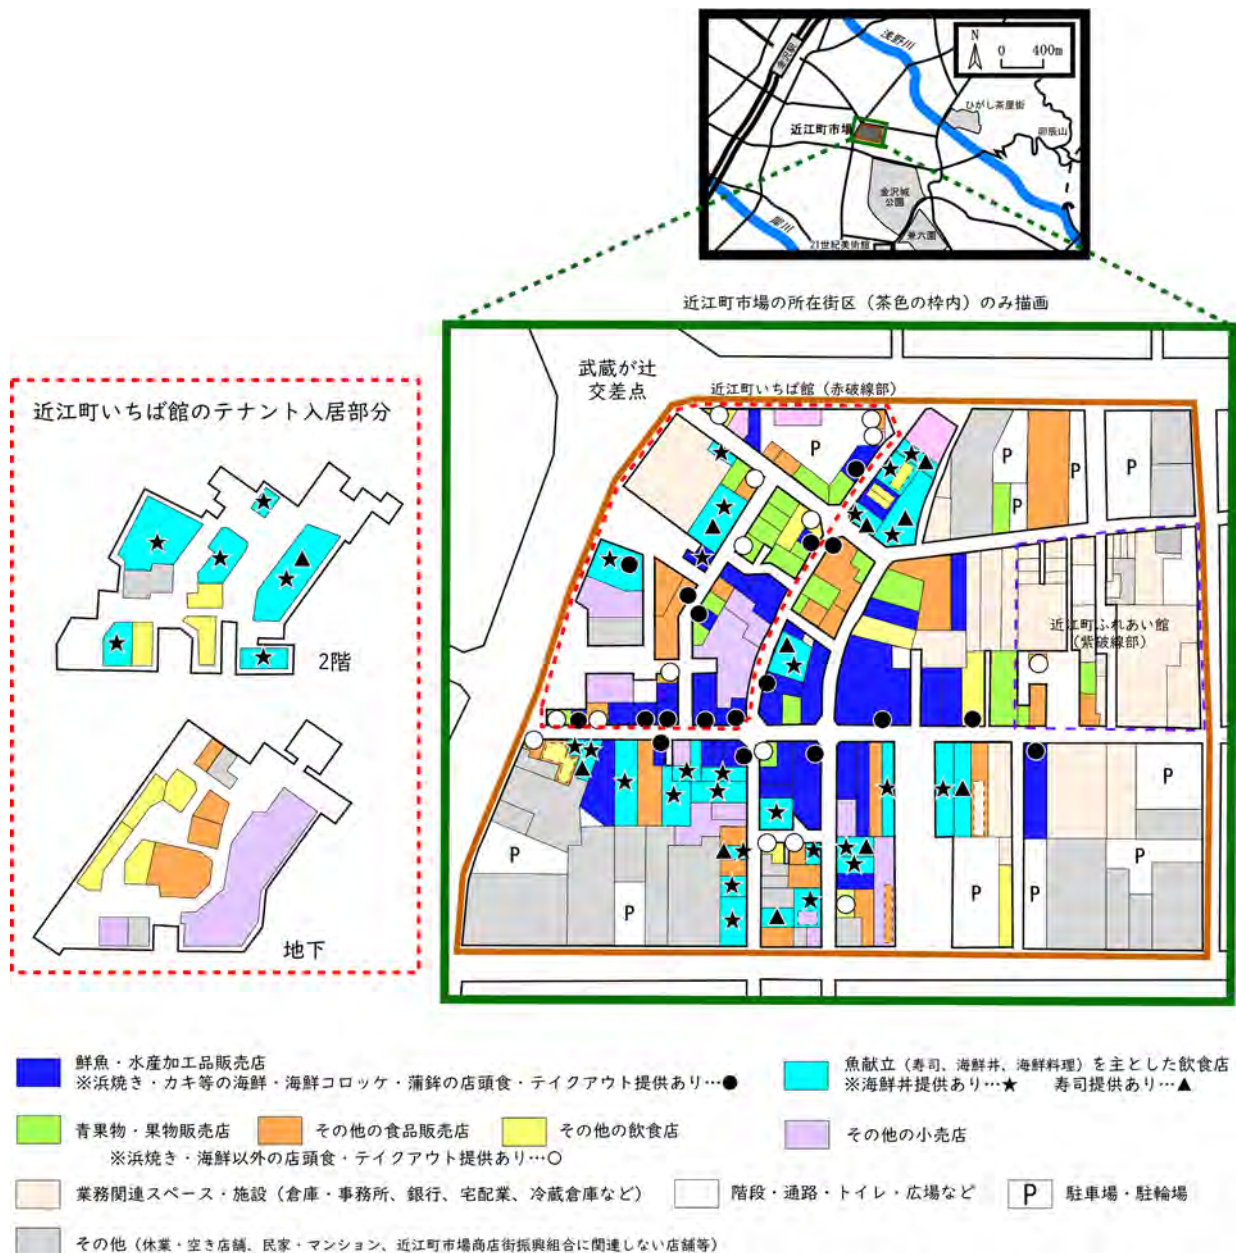 N
0 400m
浅野川
金沢駅
ひがし茶屋街
卯辰山
近江町市場
金沢城
公園
犀川
兼六園
21世紀美術館
近江町市場の所在街区（茶色の枠内）のみ描画
武蔵が辻
交差点
近江町いちば館（赤破線部）
近江町いちば館のテナント入居部分
P
P
P
P
P
近江町ふれあい館
（紫破線部）
2階
P
P
P
P
P
P
地下
鮮魚・水産加工品販売店
※浜焼き・カキ等の海鮮・海鮮コロッケ・蒲鉾の店頭食・テイクアウト提供あり…●
魚献立（寿司、海鮮丼、海鮮料理）を主とした飲食店
※海鮮丼提供あり…★ 寿司提供あり…▲
青果物・果物販売店
その他の食品販売店
その他の飲食店
その他の小売店
※浜焼き・海鮮以外の店頭食・テイクアウト提供あり…○
業務関連スペース・施設（倉庫・事務所、銀行、宅配業、冷蔵倉庫など）
階段・通路・トイレ・広場など
P 駐車場・駐輪場
その他（休業・空き店舗、民家・マンション、近江町市場商店街振興組合に関連しない店舗等）